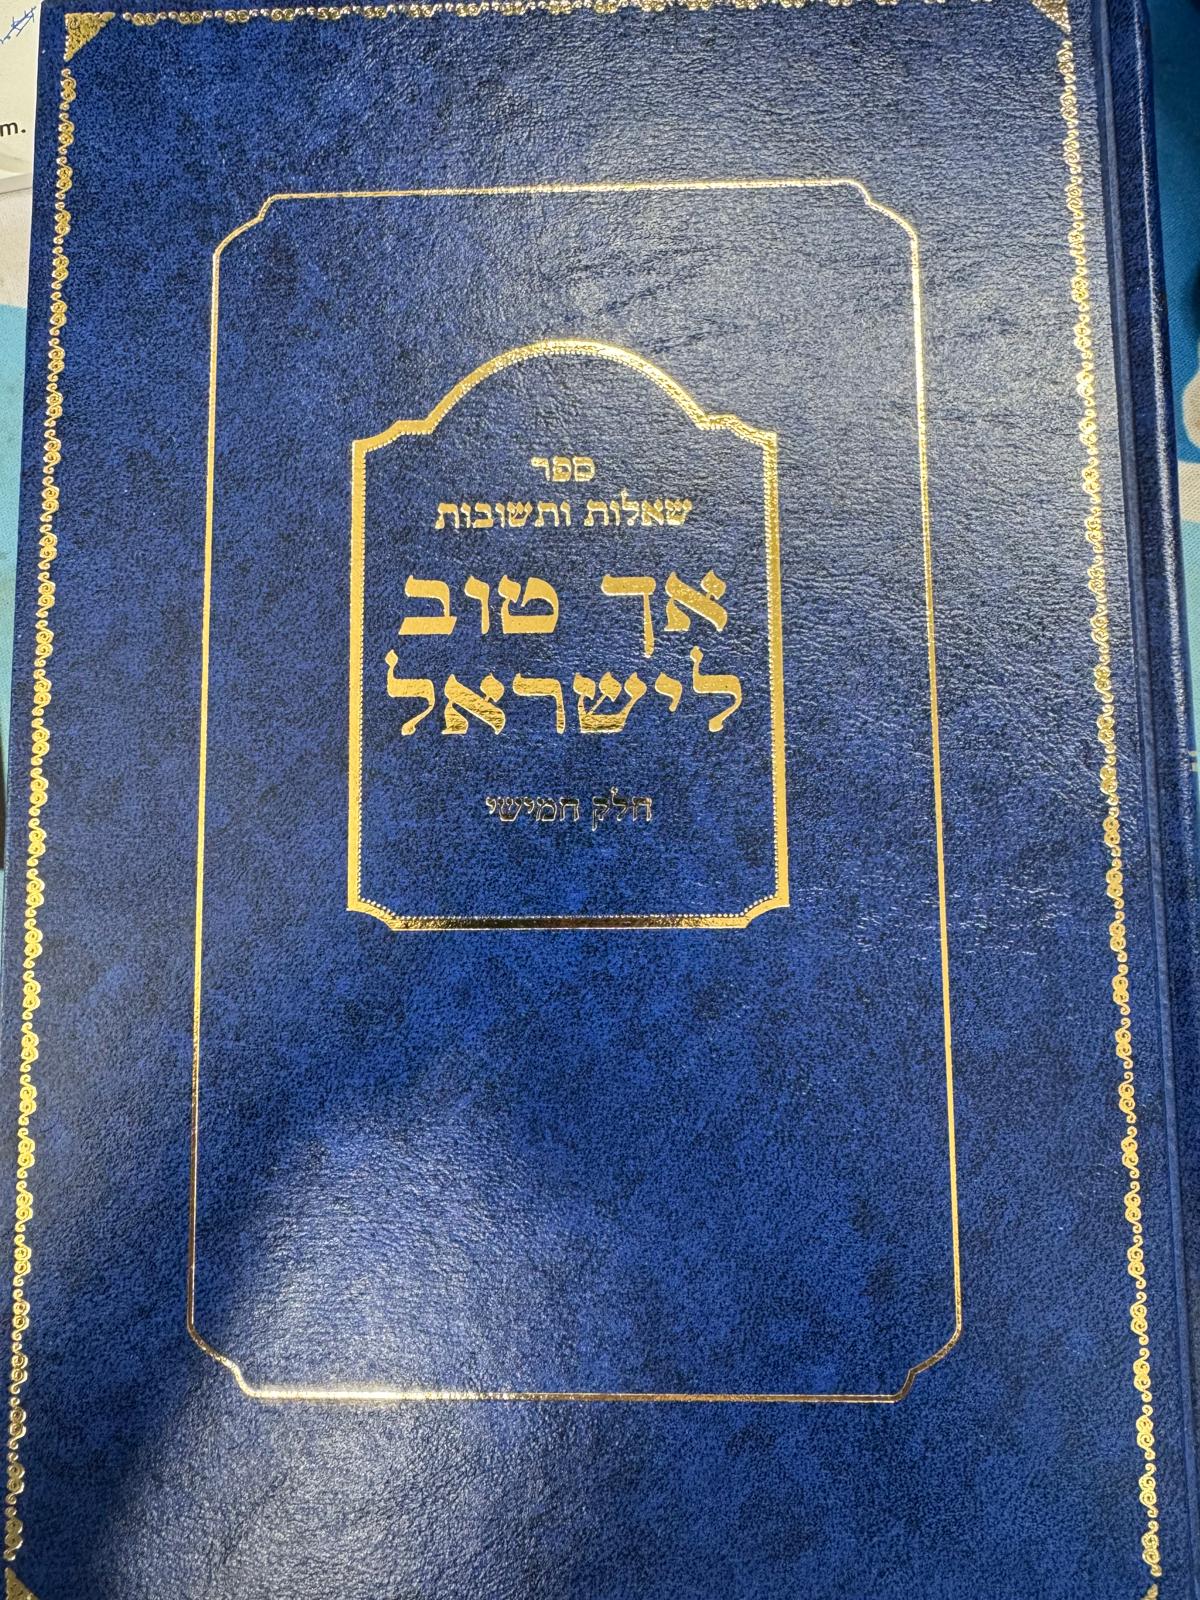 m.
ספר
שאלות ותשובות
אך טוב
לישראל
חלק חמישי